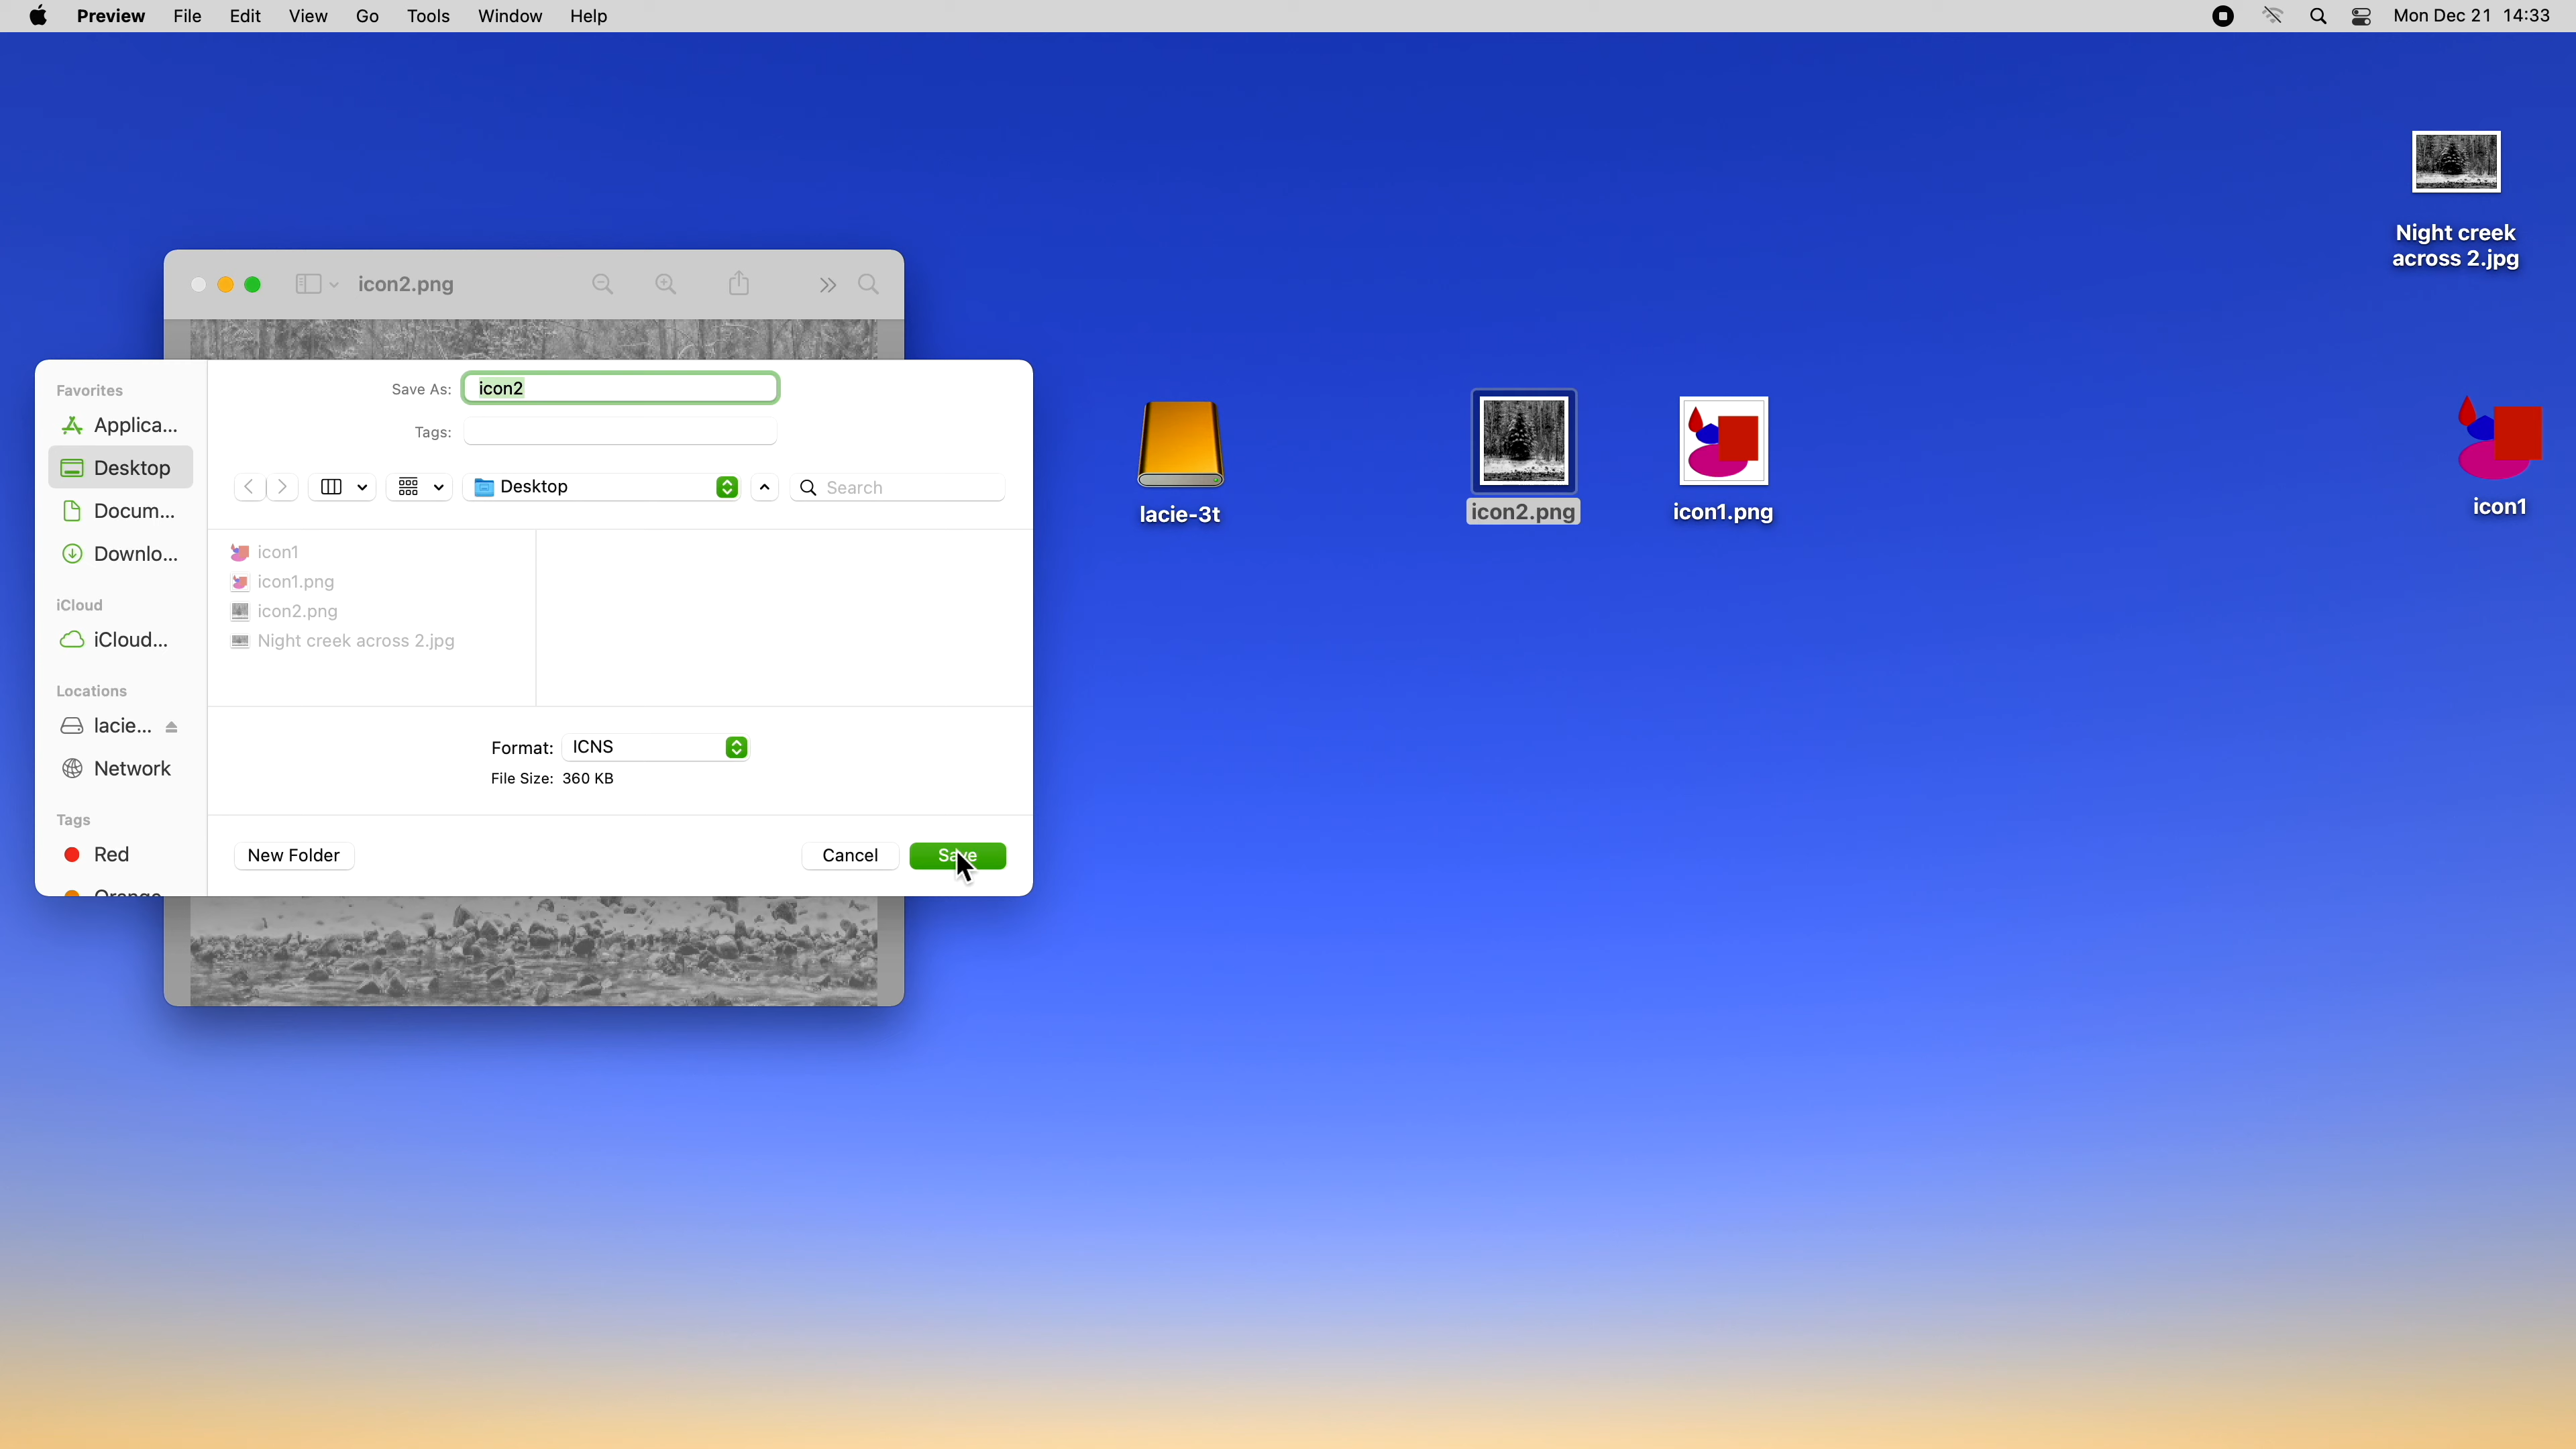 Preview File Edit View Go Tools Window Help Mon Dec 21 14:33
Night creek
across 2.jpg
icon2.png
Save As: icon2
Tags:
Desktop
Search
Favorites
Applica...
Desktop
Docum...
Downlo...
iCloud
iCloud...
Locations
lacie...
Network
Tags
Red
Orange
icon1
icon1.png
icon2.png
Night creek across 2.jpg
Format: ICNS
File Size: 360 KB
New Folder Cancel Save
lacie-3t
icon2.png
icon1.png
icon1